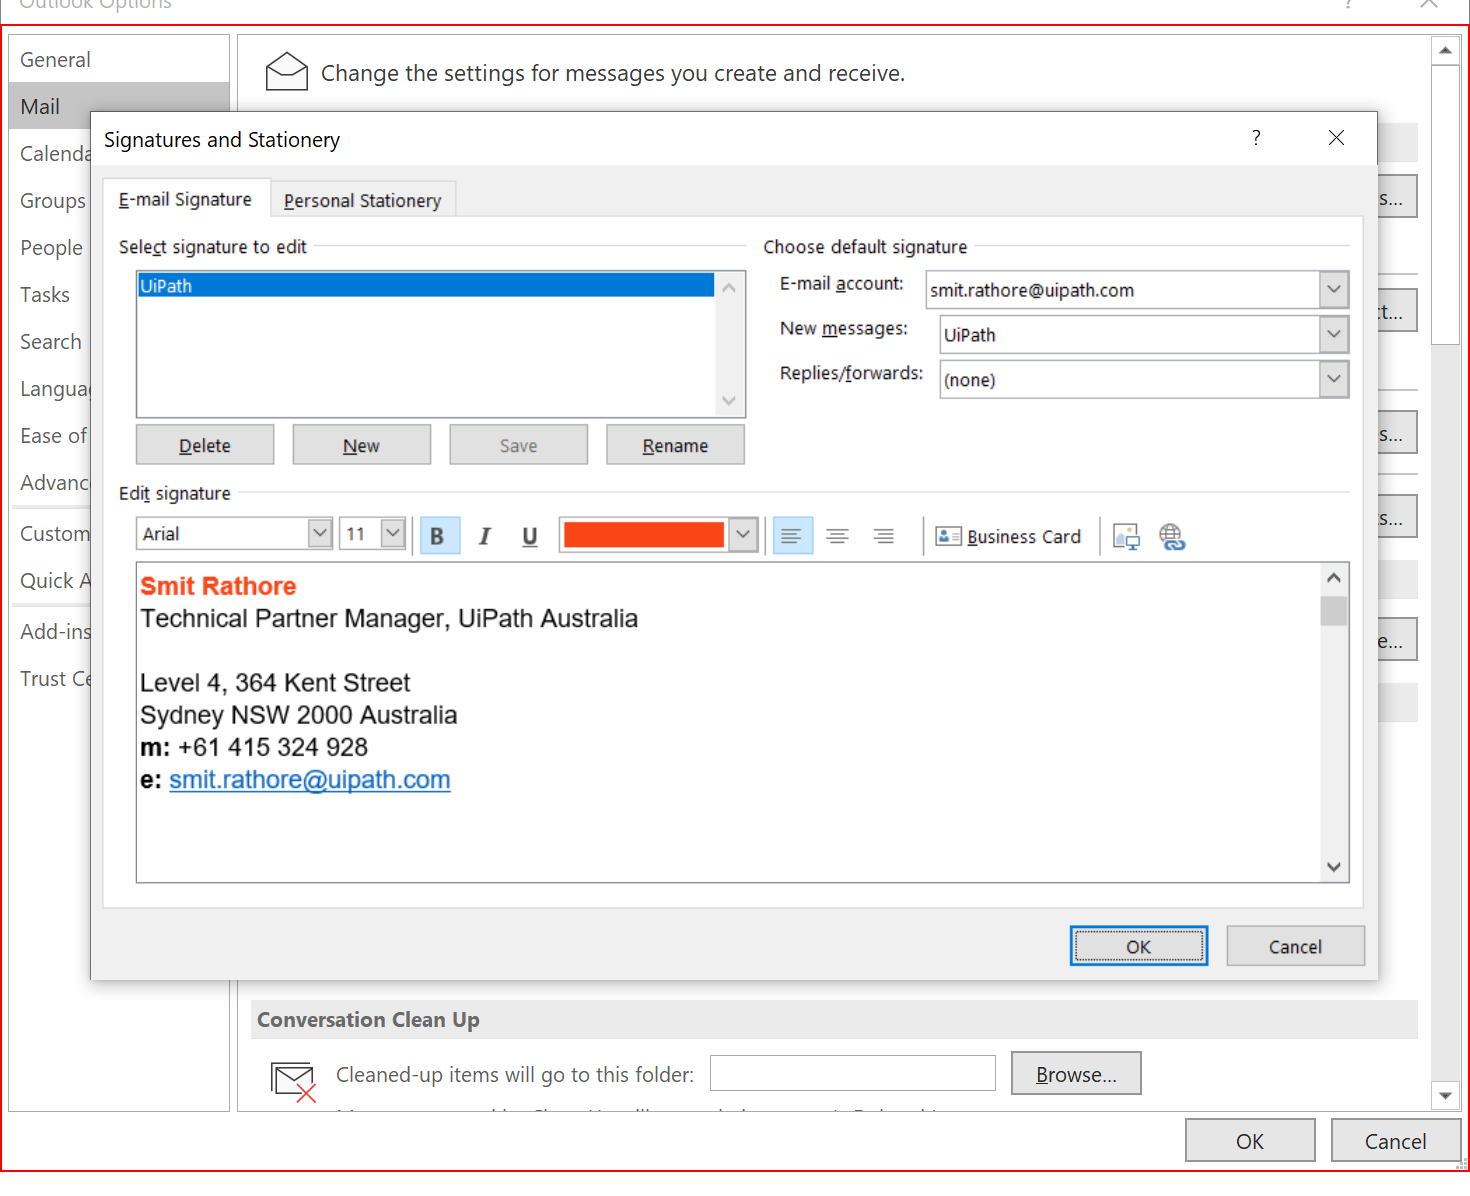 Outlook Options
?
General
Change the settings for messages you create and receive.
Mail
Signatures and Stationery
?
Calenda
Groups
People
Tasks
Search
Languag
Ease of
Advanc
Custom
Quick A
Add-ins
Trust Ce
E-mail Signature
Personal Stationery
Select signature to edit
UiPath
Delete
New
Save
Rename
Choose default signature
E-mail account:
smit.rathore@uipath.com
New messages:
UiPath
Replies/forwards:
(none)
s...
t...
s...
s...
e...
Edit signature
Arial
11
B
I
U
Business Card
Smit Rathore
Technical Partner Manager, UiPath Australia
Level 4, 364 Kent Street
Sydney NSW 2000 Australia
m: +61 415 324 928
e: smit.rathore@uipath.com
OK
Cancel
Conversation Clean Up
Cleaned-up items will go to this folder:
Browse...
OK
Cancel